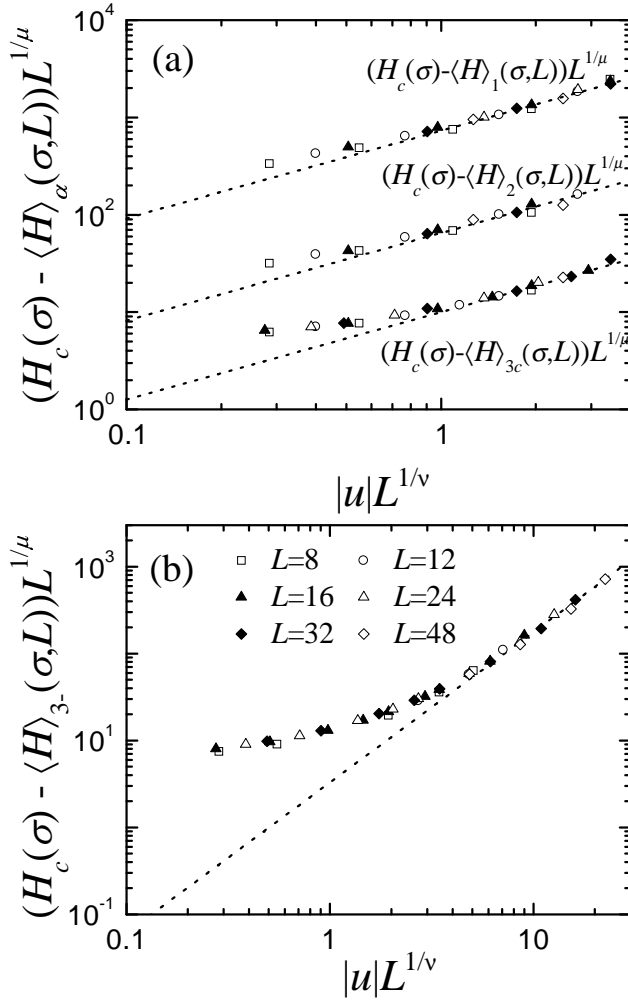 (a)
(H_c(σ) - ⟨H⟩_α(σ,L))L^{1/μ}
10^4
10^2
10^0
(H_c(σ)-⟨H⟩_1(σ,L))L^{1/μ}
(H_c(σ)-⟨H⟩_2(σ,L))L^{1/μ}
(H_c(σ)-⟨H⟩_{3c}(σ,L))L^{1/μ}
0.1 1
|u|L^{1/ν}
(b)
(H_c(σ) - ⟨H⟩_{3-}(σ,L))L^{1/μ}
10^3
10^1
10^{-1}
L=8 L=12
L=16 L=24
L=32 L=48
0.1 1 10
|u|L^{1/ν}